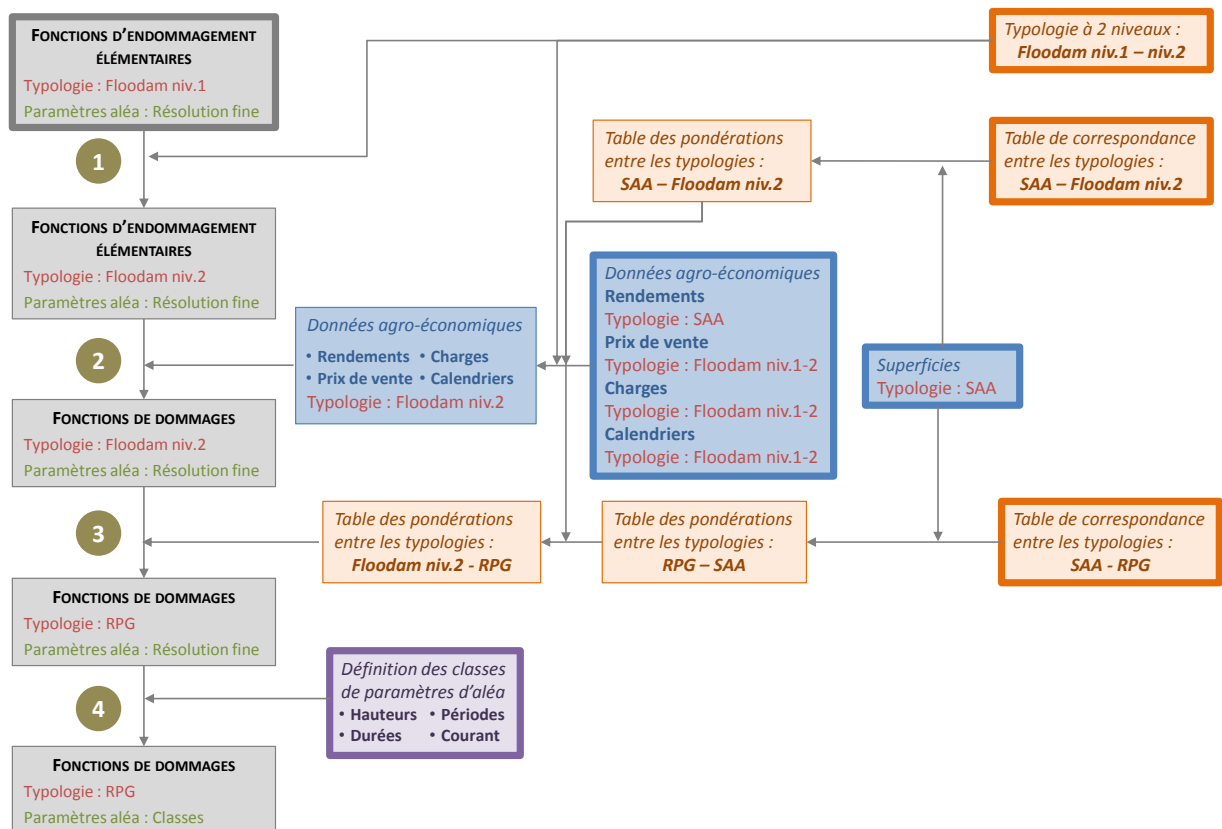 FONCTIONS D'ENDOMMAGEMENT
ÉLÉMENTAIRES
Typologie : Floodam niv.1
Paramètres aléa : Résolution fine
Typologie à 2 niveaux :
Floodam niv.1 – niv.2
1
Table des pondérations
entre les typologies :
SAA – Floodam niv.2
Table de correspondance
entre les typologies :
SAA – Floodam niv.2
FONCTIONS D'ENDOMMAGEMENT
ÉLÉMENTAIRES
Typologie : Floodam niv.2
Paramètres aléa : Résolution fine
2
Données agro-économiques
• Rendements • Charges
• Prix de vente • Calendriers
Typologie : Floodam niv.2
Données agro-économiques
Rendements
Typologie : SAA
Prix de vente
Typologie : Floodam niv.1-2
Charges
Typologie : Floodam niv.1-2
Calendriers
Typologie : Floodam niv.1-2
Superficies
Typologie : SAA
FONCTIONS DE DOMMAGES
Typologie : Floodam niv.2
Paramètres aléa : Résolution fine
3
Table des pondérations
entre les typologies :
Floodam niv.2 - RPG
Table des pondérations
entre les typologies :
RPG – SAA
Table de correspondance
entre les typologies :
SAA - RPG
FONCTIONS DE DOMMAGES
Typologie : RPG
Paramètres aléa : Résolution fine
4
Définition des classes
de paramètres d'aléa
• Hauteurs • Périodes
• Durées • Courant
FONCTIONS DE DOMMAGES
Typologie : RPG
Paramètres aléa : Classes